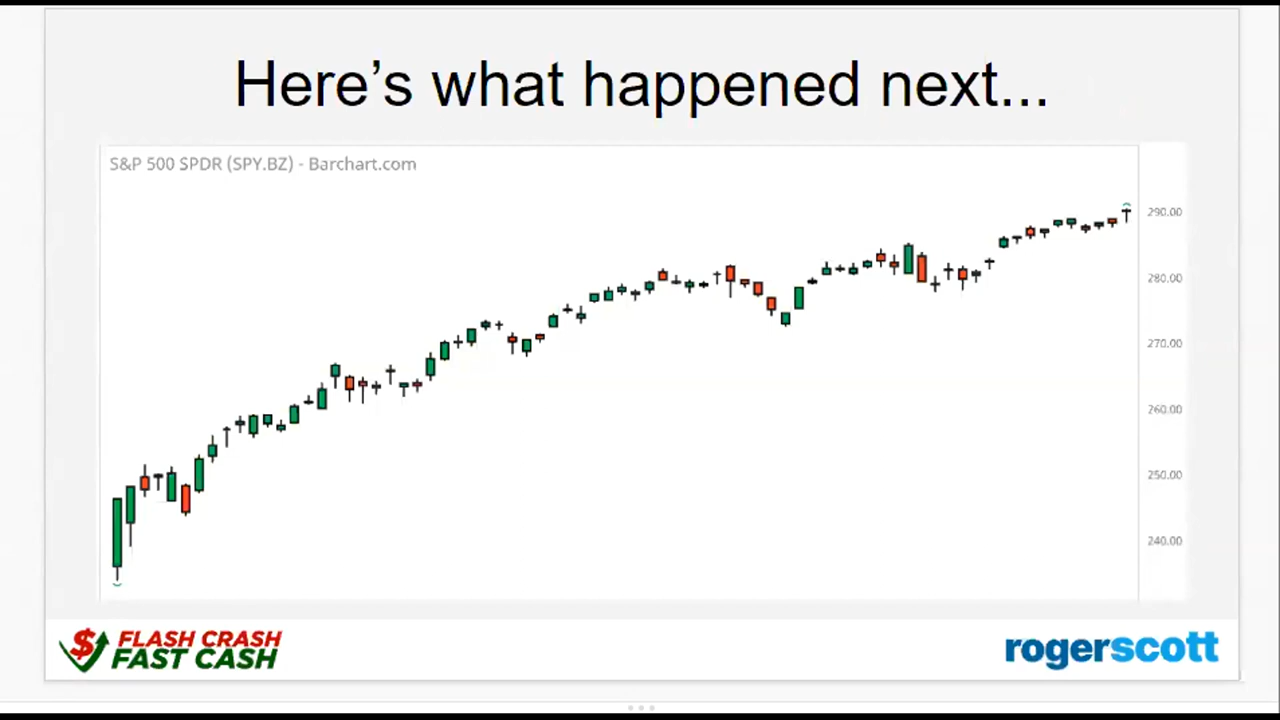 Here's what happened next...
S&P 500 SPDR (SPY.BZ) - Barchart.com
290.00
280.00
270.00
260.00
250.00
240.00
$ FLASH CRASH
FAST CASH
rogerscott